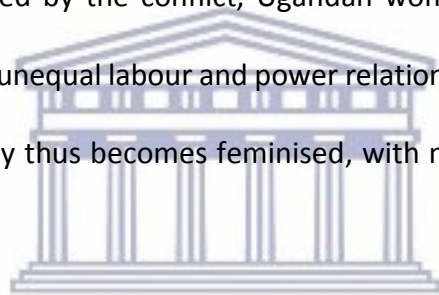 ed by the conflict, Ugandan wom
unequal labour and power relation
y thus becomes feminised, with